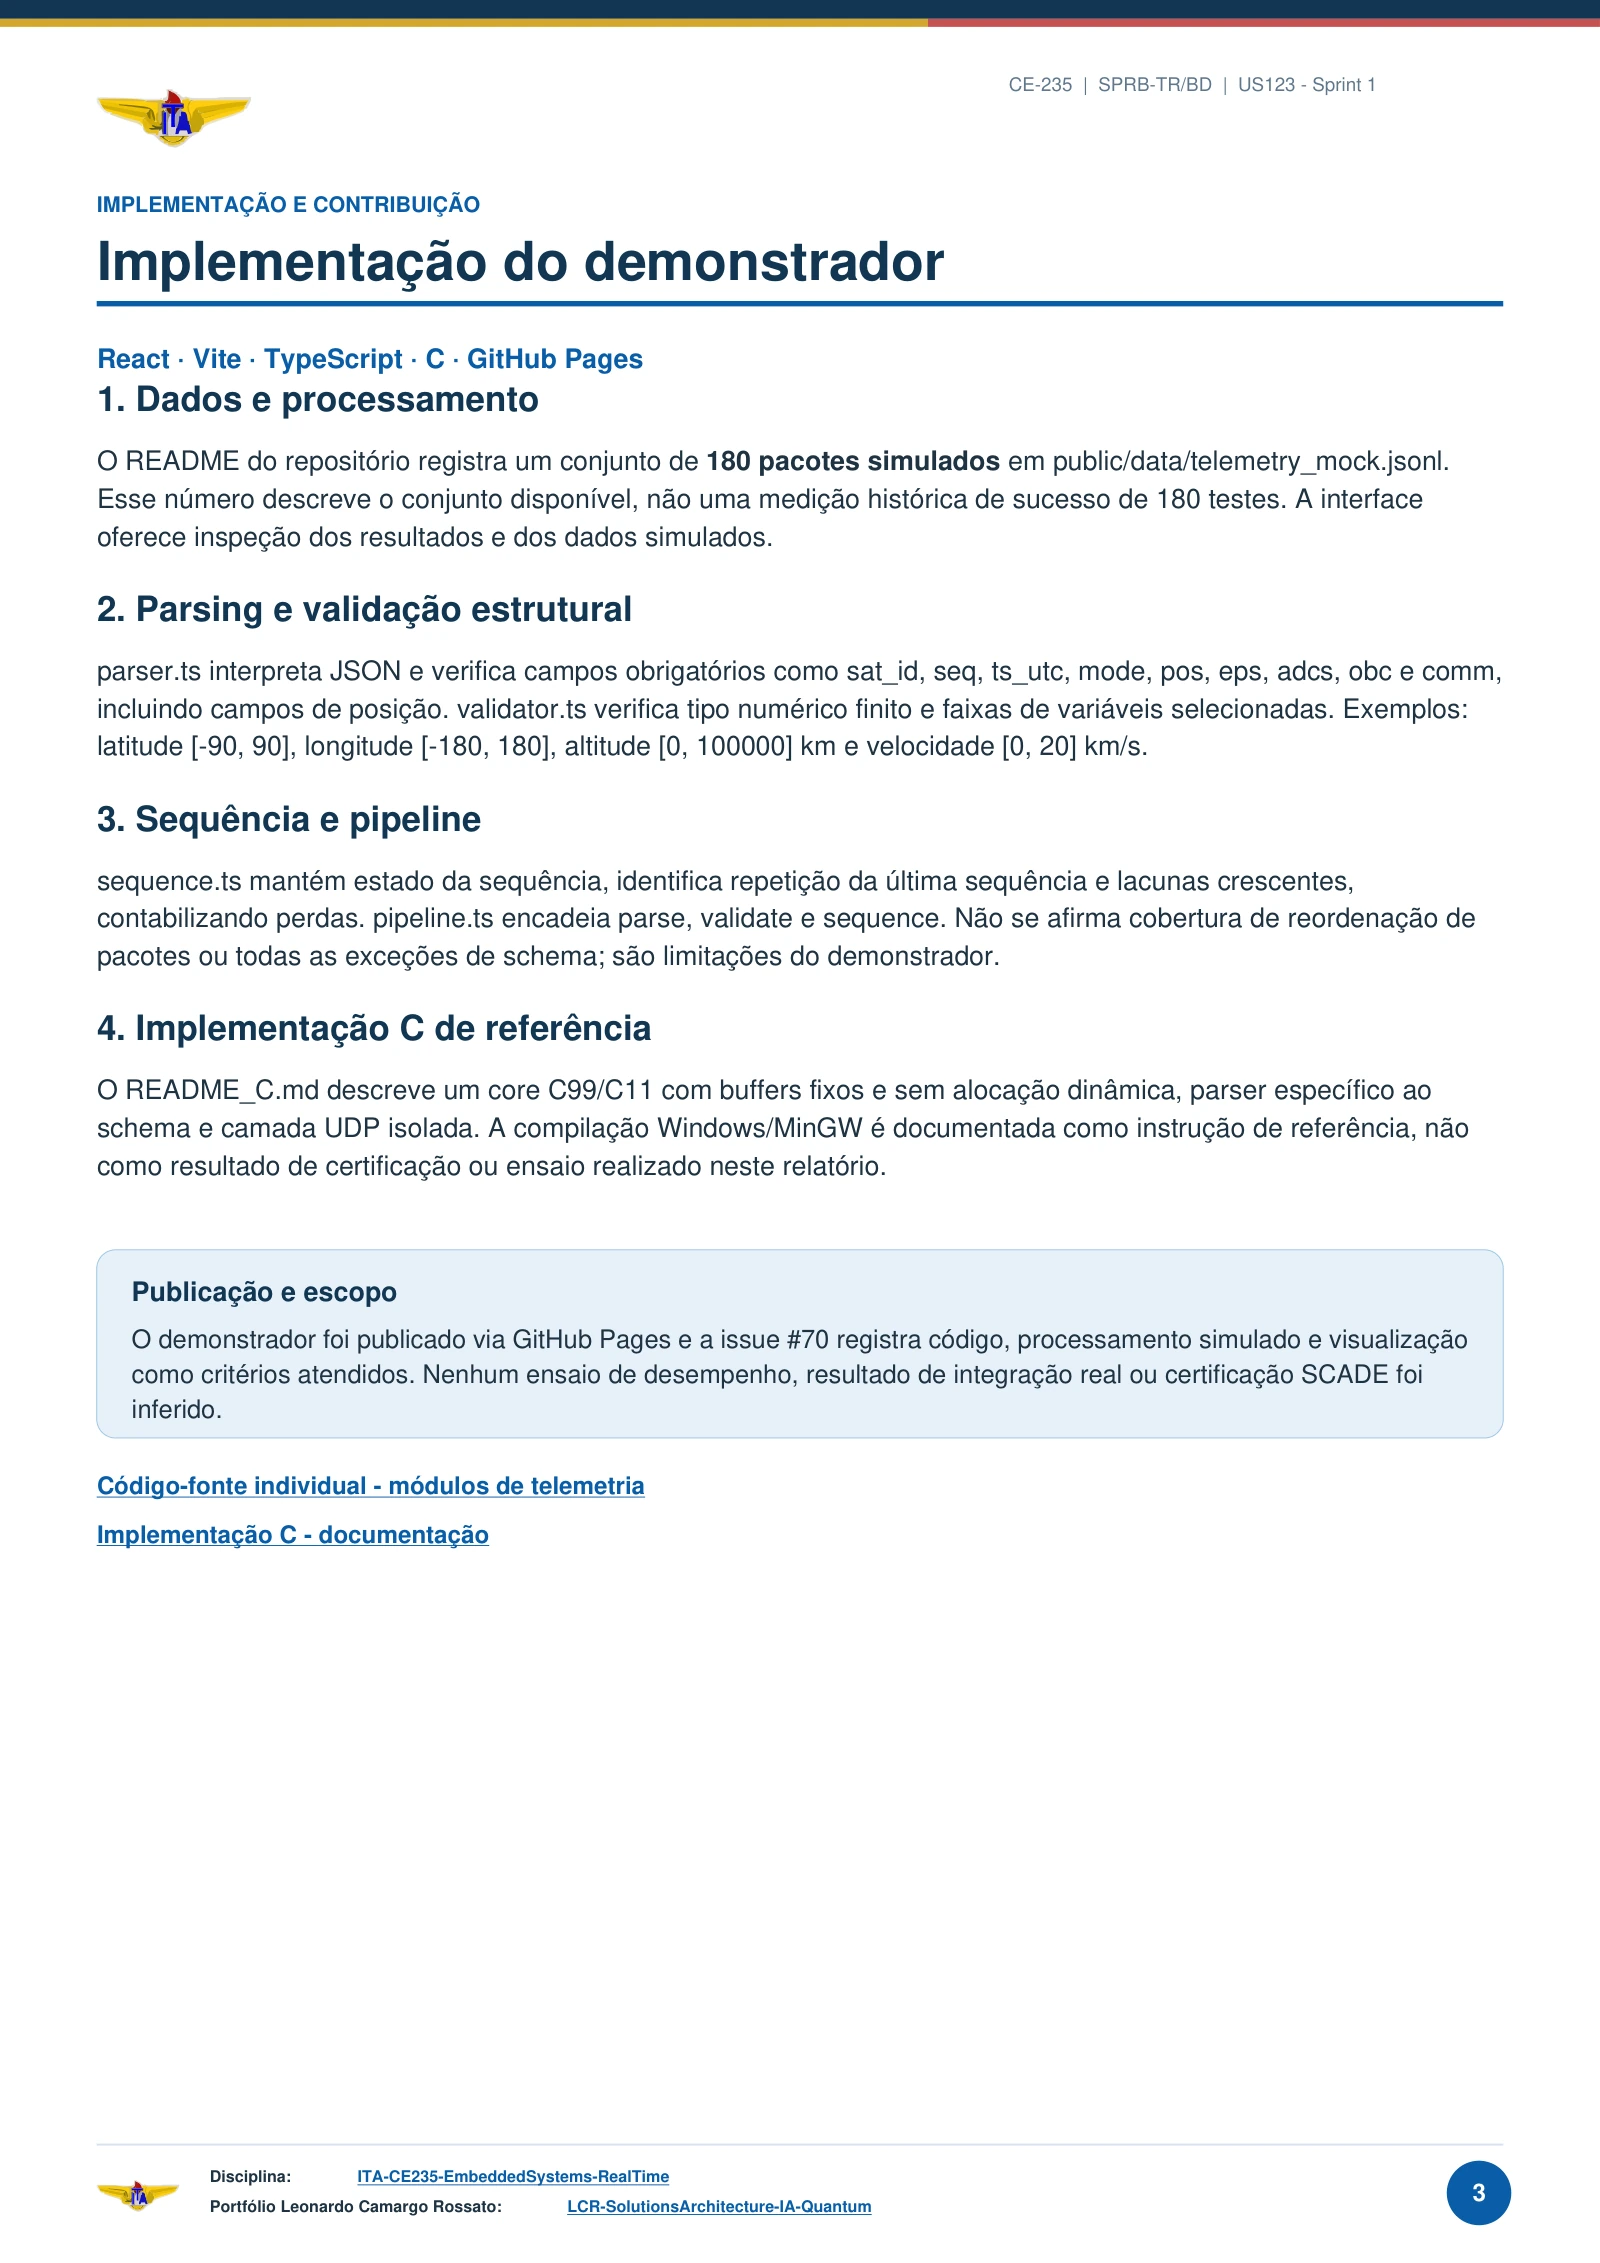 CE-235 | SPRB-TR/BD | US123 - Sprint 1
ITA
IMPLEMENTAÇÃO E CONTRIBUIÇÃO
Implementação do demonstrador
React · Vite · TypeScript · C · GitHub Pages
1. Dados e processamento
O README do repositório registra um conjunto de 180 pacotes simulados em public/data/telemetry_mock.jsonl.
Esse número descreve o conjunto disponível, não uma medição histórica de sucesso de 180 testes. A interface
oferece inspeção dos resultados e dos dados simulados.
2. Parsing e validação estrutural
parser.ts interpreta JSON e verifica campos obrigatórios como sat_id, seq, ts_utc, mode, pos, eps, adcs, obc e comm,
incluindo campos de posição. validator.ts verifica tipo numérico finito e faixas de variáveis selecionadas. Exemplos:
latitude [-90, 90], longitude [-180, 180], altitude [0, 100000] km e velocidade [0, 20] km/s.
3. Sequência e pipeline
sequence.ts mantém estado da sequência, identifica repetição da última sequência e lacunas crescentes,
contabilizando perdas. pipeline.ts encadeia parse, validate e sequence. Não se afirma cobertura de reordenação de
pacotes ou todas as exceções de schema; são limitações do demonstrador.
4. Implementação C de referência
O README_C.md descreve um core C99/C11 com buffers fixos e sem alocação dinâmica, parser específico ao
schema e camada UDP isolada. A compilação Windows/MinGW é documentada como instrução de referência, não
como resultado de certificação ou ensaio realizado neste relatório.
Publicação e escopo
O demonstrador foi publicado via GitHub Pages e a issue #70 registra código, processamento simulado e visualização
como critérios atendidos. Nenhum ensaio de desempenho, resultado de integração real ou certificação SCADE foi
inferido.
Código-fonte individual - módulos de telemetria
Implementação C - documentação
ITA
Disciplina: ITA-CE235-EmbeddedSystems-RealTime
Portfólio Leonardo Camargo Rossato: LCR-SolutionsArchitecture-IA-Quantum
3